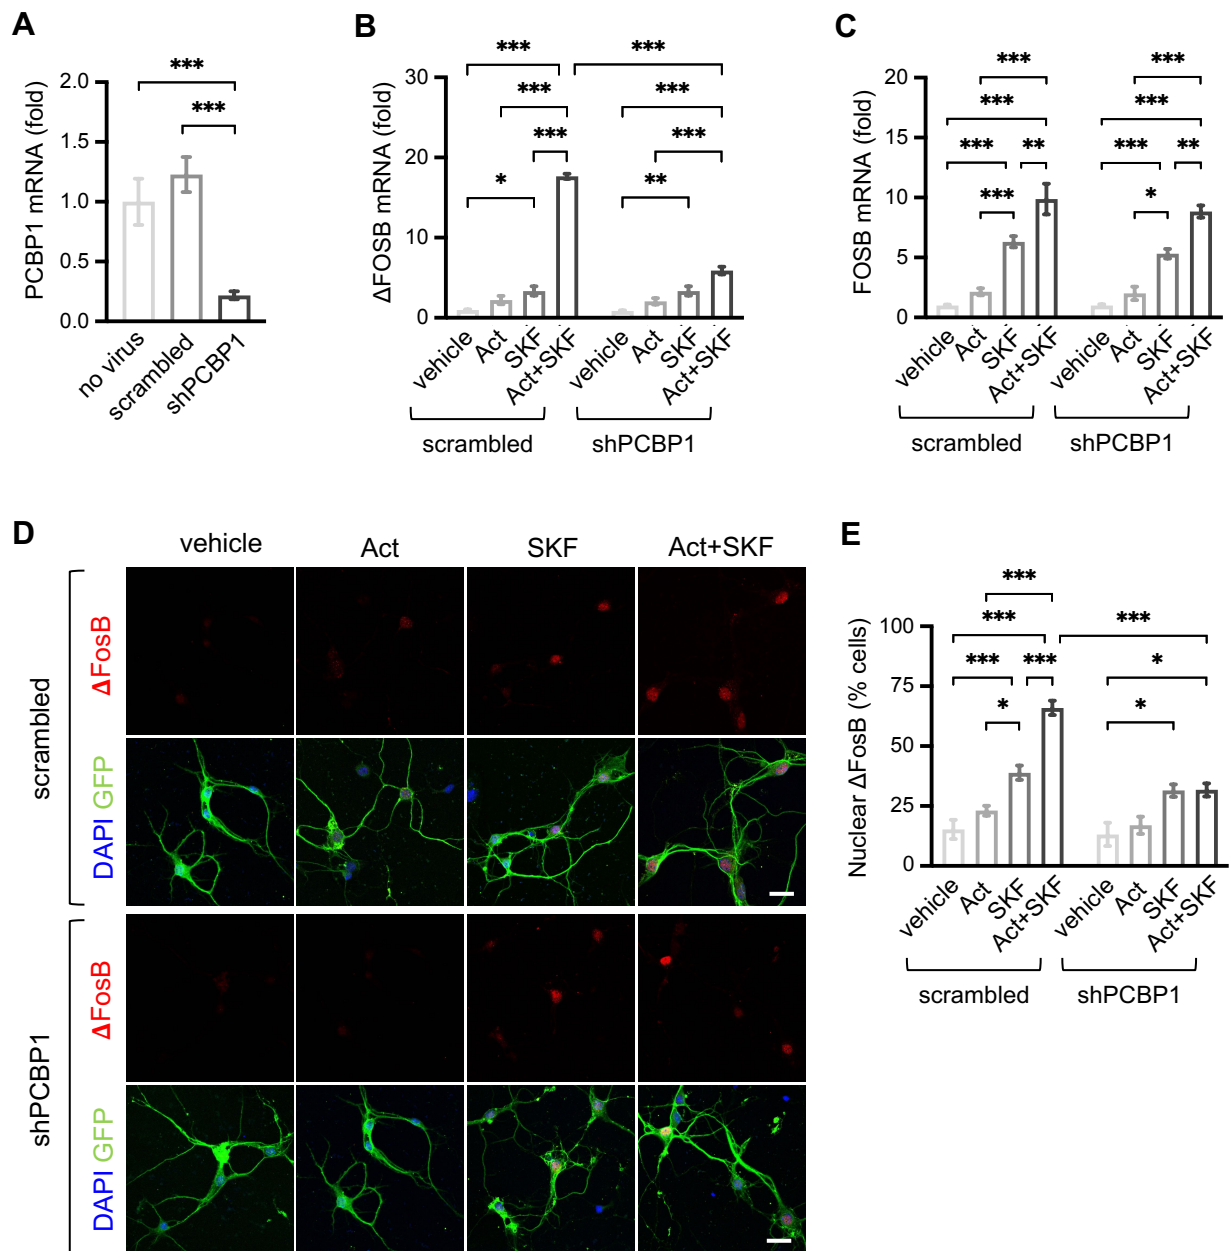 A
PCBP1 mRNA (fold)
2.0
1.5
1.0
0.5
0.0
***
***
no virus
scrambled
shPCBP1
B
ΔFOSB mRNA (fold)
30
20
10
0
***
***
***
***
***
*
***
**
vehicle
Act
SKF
Act+SKF
vehicle
Act
SKF
Act+SKF
scrambled
shPCBP1
C
FOSB mRNA (fold)
20
15
10
5
0
***
***
***
***
***
**
***
**
***
*
vehicle
Act
SKF
Act+SKF
vehicle
Act
SKF
Act+SKF
scrambled
shPCBP1
D
vehicle
Act
SKF
Act+SKF
scrambled
ΔFosB
DAPI GFP
shPCBP1
ΔFosB
DAPI GFP
E
Nuclear ΔFosB (% cells)
100
75
50
25
0
***
***
***
***
***
*
*
*
vehicle
Act
SKF
Act+SKF
vehicle
Act
SKF
Act+SKF
scrambled
shPCBP1